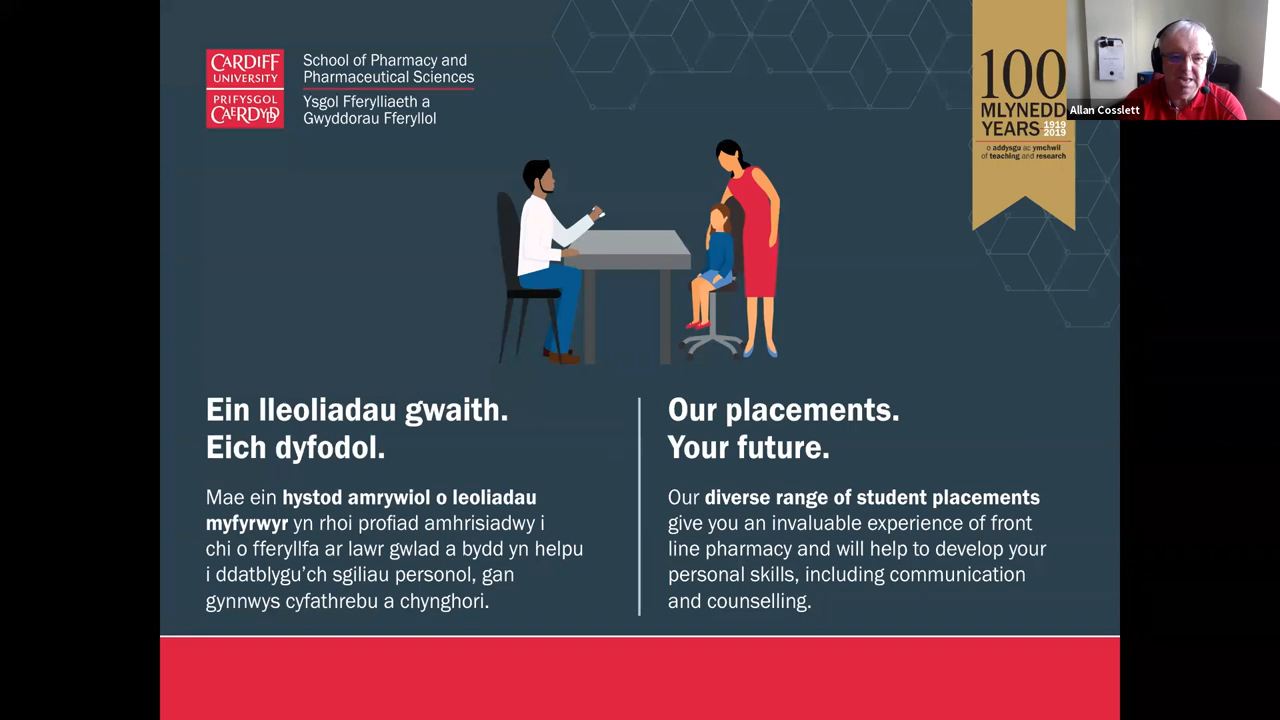 CARDIFF
UNIVERSITY
PRIFYSGOL
CAERDYDD
School of Pharmacy and
Pharmaceutical Sciences
Ysgol Fferylliaeth a
Gwyddorau Fferyllol
100
MLYNEDD
YEARS 1919
2019
o addysgu ac ymchwil
of teaching and research
Allan Cosslett
Ein lleoliadau gwaith.
Eich dyfodol.
Mae ein hystod amrywiol o leoliadau
myfyrwyr yn rhoi profiad amhrisiadwy i
chi o fferyllfa ar lawr gwlad a bydd yn helpu
i ddatblygu’ch sgiliau personol, gan
gynnwys cyfathrebu a chynghori.
Our placements.
Your future.
Our diverse range of student placements
give you an invaluable experience of front
line pharmacy and will help to develop your
personal skills, including communication
and counselling.